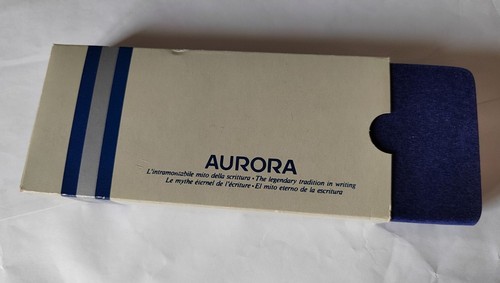 AURORA
L'intramontabile mito della scrittura • The legendary tradition in writing
Le mythe éternel de l'écriture • El mito eterno de la escritura